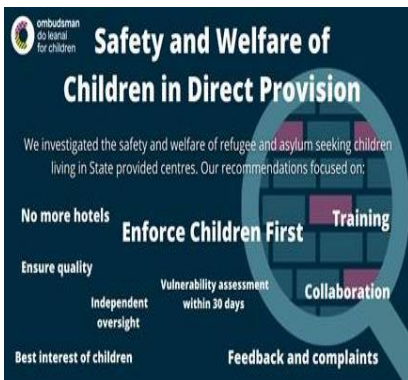 ombudsman
do leanaí
for children
Safety and Welfare of
Children in Direct Provision
We investigated the safety and welfare of refugee and asylum seeking children
living in State provided centres. Our recommendations focused on:
No more hotels
Enforce Children First
Training
Ensure quality
Vulnerability assessment
within 30 days
Collaboration
Independent
oversight
Best interest of children
Feedback and complaints